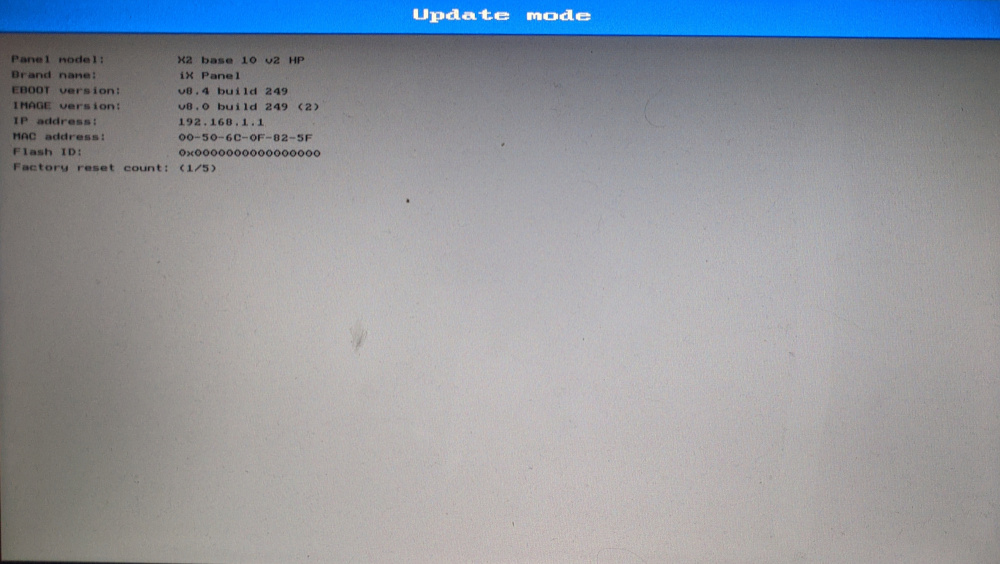 Update mode
Panel model: X2 base 10 v2 HP
Brand name: iX Panel
EBOOT version: v8.4 build 249
IMAGE version: v8.0 build 249 (2)
IP address: 192.168.1.1
MAC address: 00-50-6C-0F-82-5F
Flash ID: 0x0000000000000000
Factory reset count: (1/5)